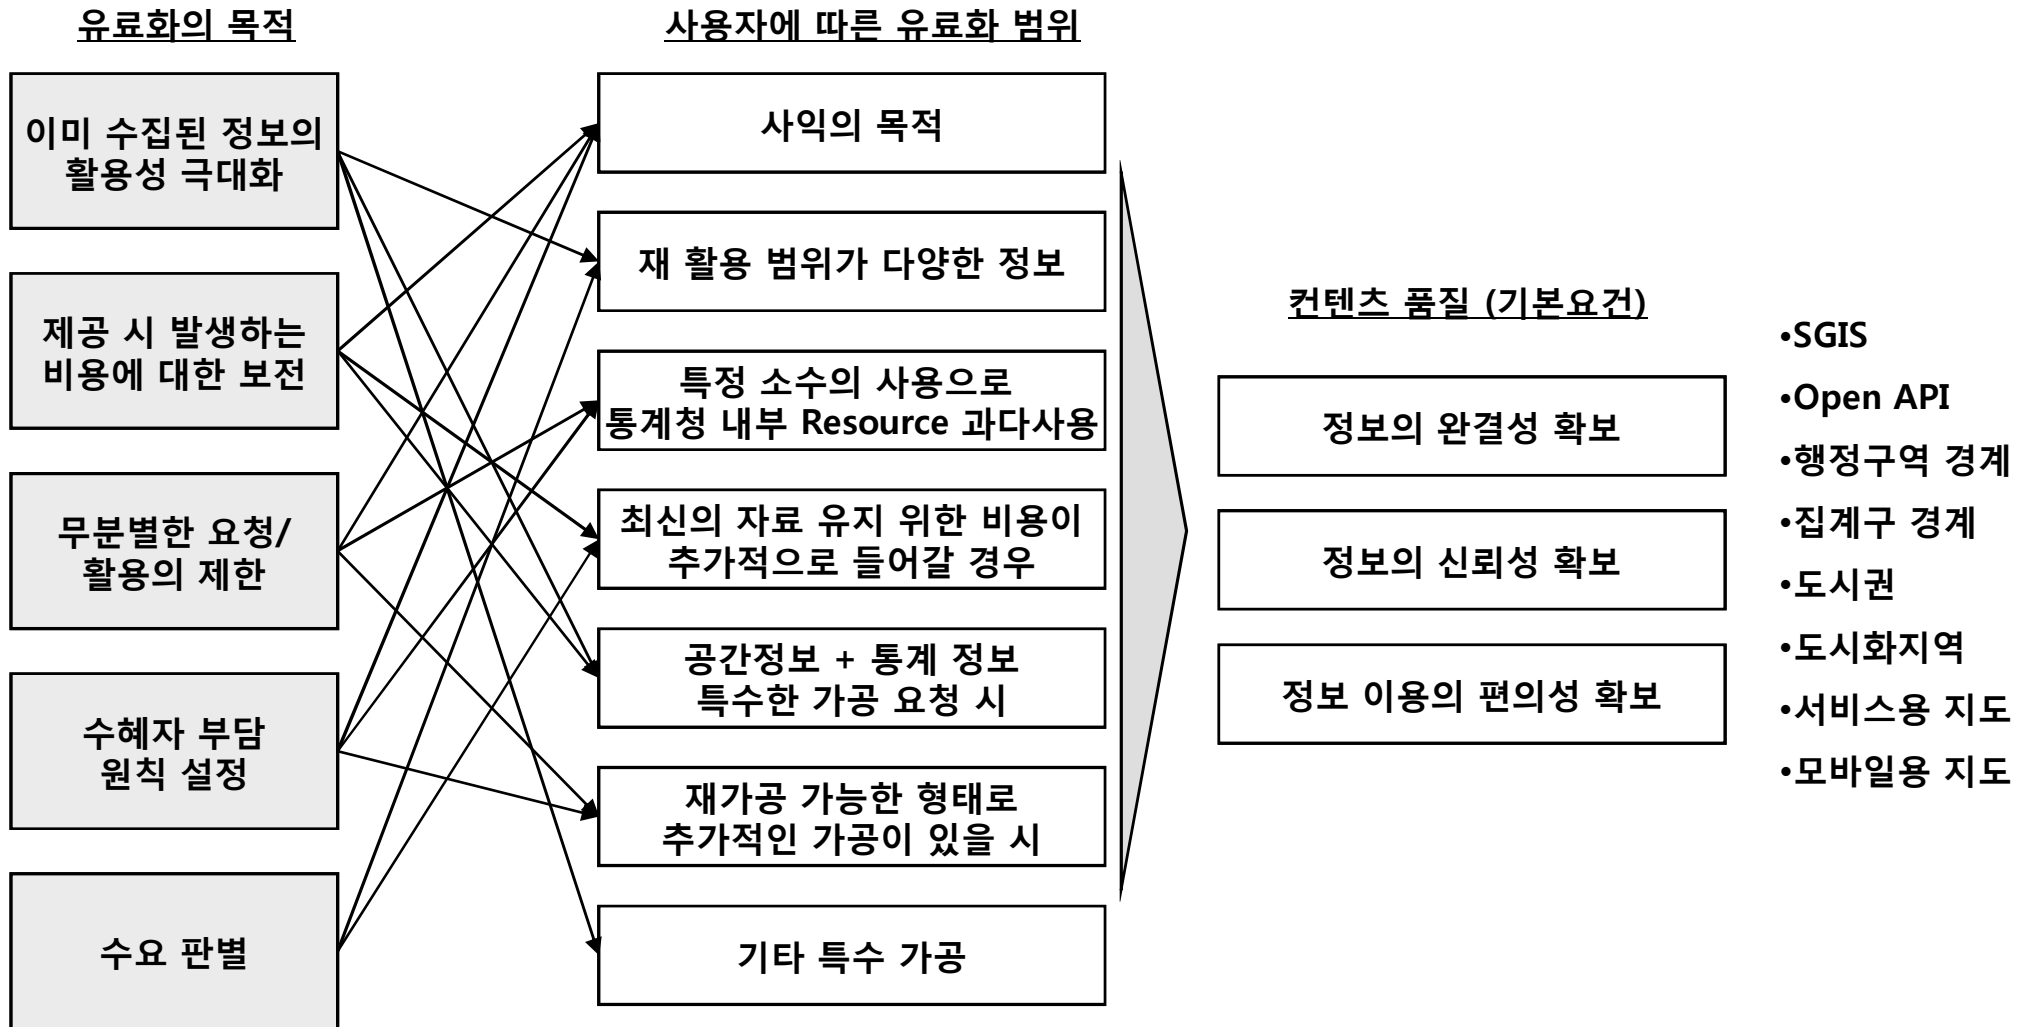 유료화의 목적
이미 수집된 정보의
활용성 극대화
제공 시 발생하는
비용에 대한 보전
무분별한 요청/
활용의 제한
수혜자 부담
원칙 설정
수요 판별
사용자에 따른 유료화 범위
사익의 목적
재 활용 범위가 다양한 정보
특정 소수의 사용으로
통계청 내부 Resource 과다사용
최신의 자료 유지 위한 비용이
추가적으로 들어갈 경우
공간정보 + 통계 정보
특수한 가공 요청 시
재가공 가능한 형태로
추가적인 가공이 있을 시
기타 특수 가공
컨텐츠 품질 (기본요건)
정보의 완결성 확보
정보의 신뢰성 확보
정보 이용의 편의성 확보
•SGIS
•Open API
•행정구역 경계
•집계구 경계
•도시권
•도시화지역
•서비스용 지도
•모바일용 지도